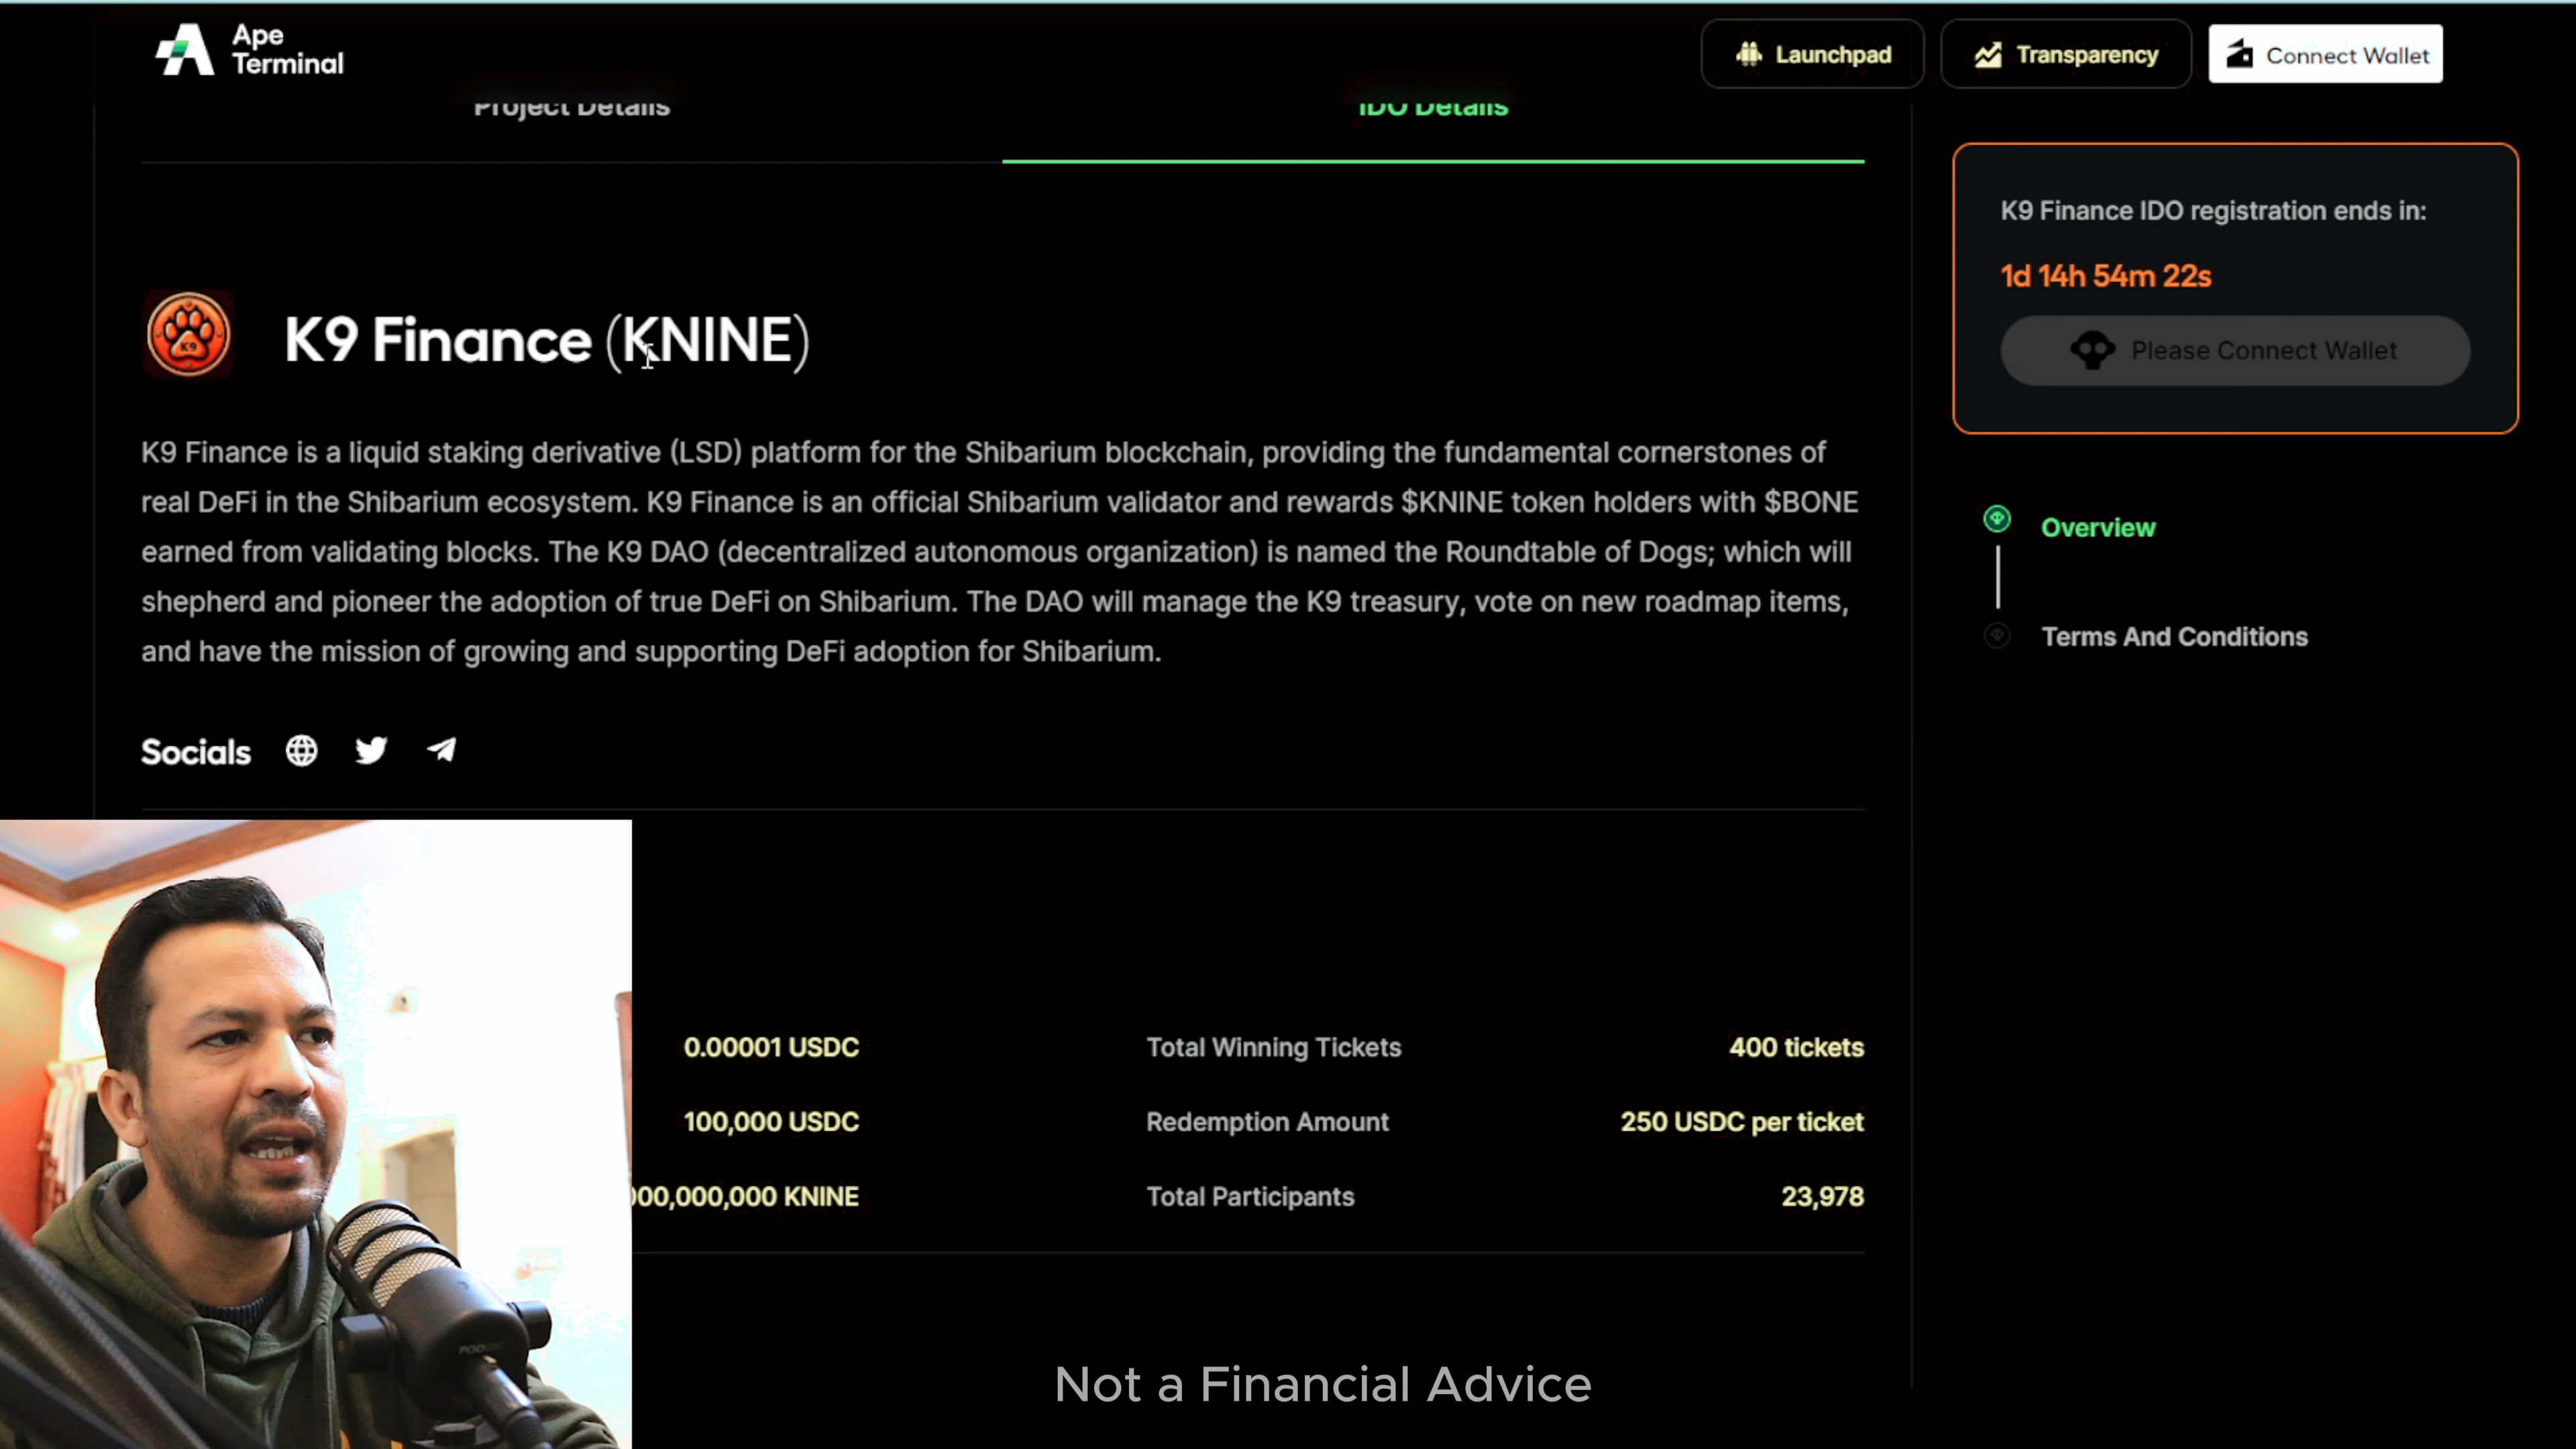 Ape
Terminal
Launchpad
Transparency
Connect Wallet
Project Details
IDO Details
K9 Finance IDO registration ends in:
1d 14h 54m 22s
Please Connect Wallet
K9
K9 Finance (KNINE)
K9 Finance is a liquid staking derivative (LSD) platform for the Shibarium blockchain, providing the fundamental cornerstones of
real DeFi in the Shibarium ecosystem. K9 Finance is an official Shibarium validator and rewards $KNINE token holders with $BONE
earned from validating blocks. The K9 DAO (decentralized autonomous organization) is named the Roundtable of Dogs; which will
shepherd and pioneer the adoption of true DeFi on Shibarium. The DAO will manage the K9 treasury, vote on new roadmap items,
and have the mission of growing and supporting DeFi adoption for Shibarium.
Overview
Terms And Conditions
Socials
0.00001 USDC
Total Winning Tickets
400 tickets
100,000 USDC
Redemption Amount
250 USDC per ticket
000,000,000 KNINE
Total Participants
23,978
Not a Financial Advice